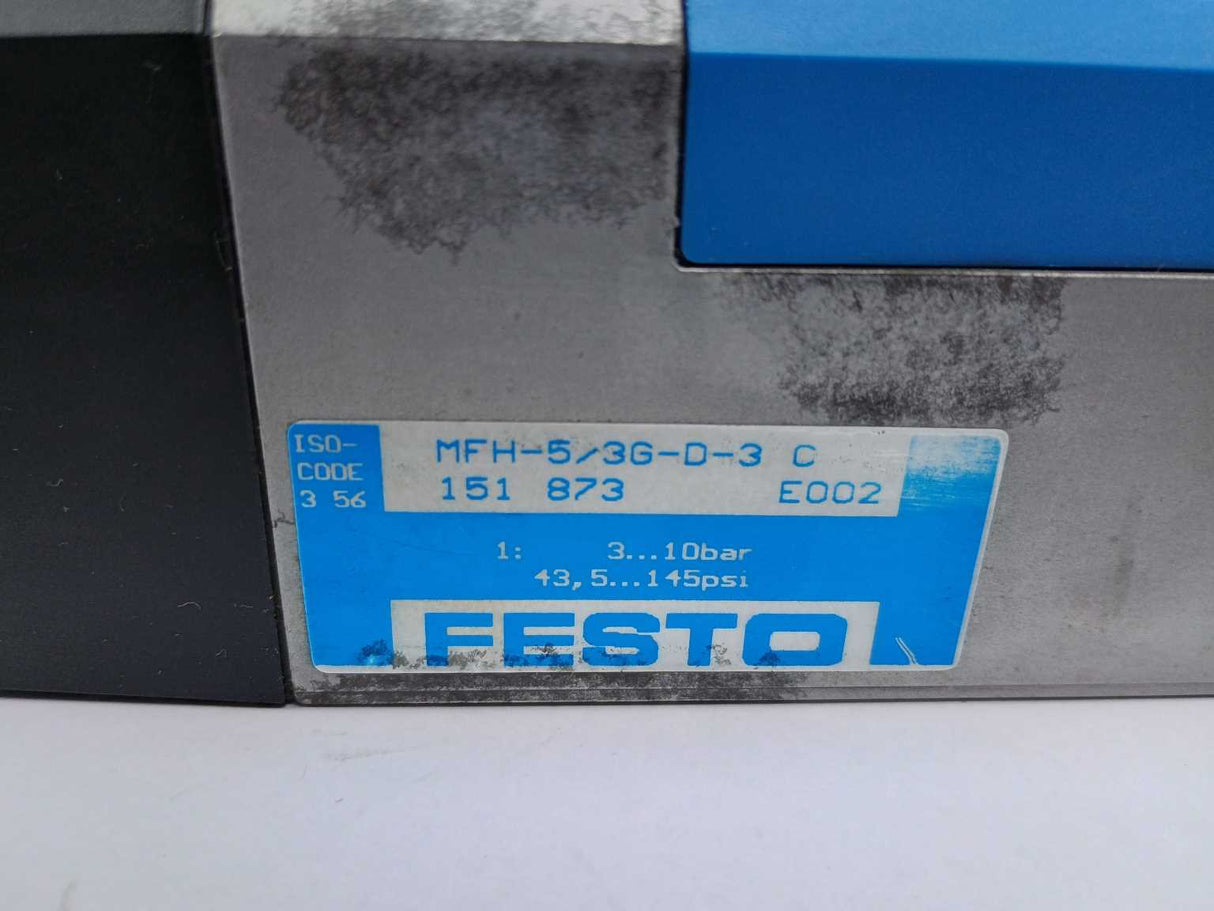 ISO-
CODE
3 56
MFH-5/3G-D-3 C
151 873 E002
1: 3...10bar
43,5...145psi
FESTO